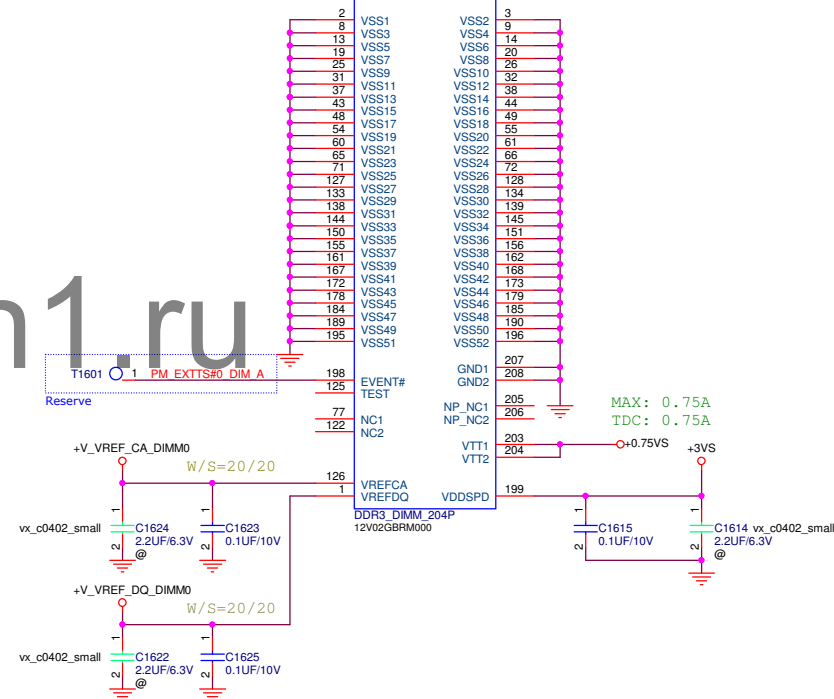 2 VSS1 VSS2 3
8 VSS3 VSS4 9
13 VSS5 VSS6 14
19 VSS7 VSS8 20
25 VSS9 VSS10 26
31 VSS11 VSS12 32
37 VSS13 VSS14 38
43 VSS15 VSS16 44
48 VSS17 VSS18 49
54 VSS19 VSS20 55
60 VSS21 VSS22 61
65 VSS23 VSS24 66
71 VSS25 VSS26 72
127 VSS27 VSS28 128
133 VSS29 VSS30 134
138 VSS31 VSS32 139
144 VSS33 VSS34 145
150 VSS35 VSS36 151
155 VSS37 VSS38 156
161 VSS39 VSS40 162
167 VSS41 VSS42 168
172 VSS43 VSS44 173
178 VSS45 VSS46 179
184 VSS47 VSS48 185
189 VSS49 VSS50 190
195 VSS51 VSS52 196
n1.ru
GND1 207
GND2 208
T1601 1 PM_EXTTS#0_DIM_A 198 EVENT#
125 TEST
Reserve
NP_NC1 205
NP_NC2 206
77 NC1
122 NC2
MAX: 0.75A
TDC: 0.75A
VTT1 203 +0.75VS
VTT2 204
+V_VREF_CA_DIMM0
+3VS
W/S=20/20
126 VREFCA
1 VREFDQ
VDDSPD 199
DDR3_DIMM_204P
12V02GBRM000
1 1 1 1
vx_c0402_small C1624 C1623 C1615 C1614 vx_c0402_small
2.2UF/6.3V 0.1UF/10V 0.1UF/10V 2.2UF/6.3V
2 2 2 2
@ @
+V_VREF_DQ_DIMM0
W/S=20/20
1 1
vx_c0402_small C1622 C1625
2.2UF/6.3V 0.1UF/10V
2 2
@